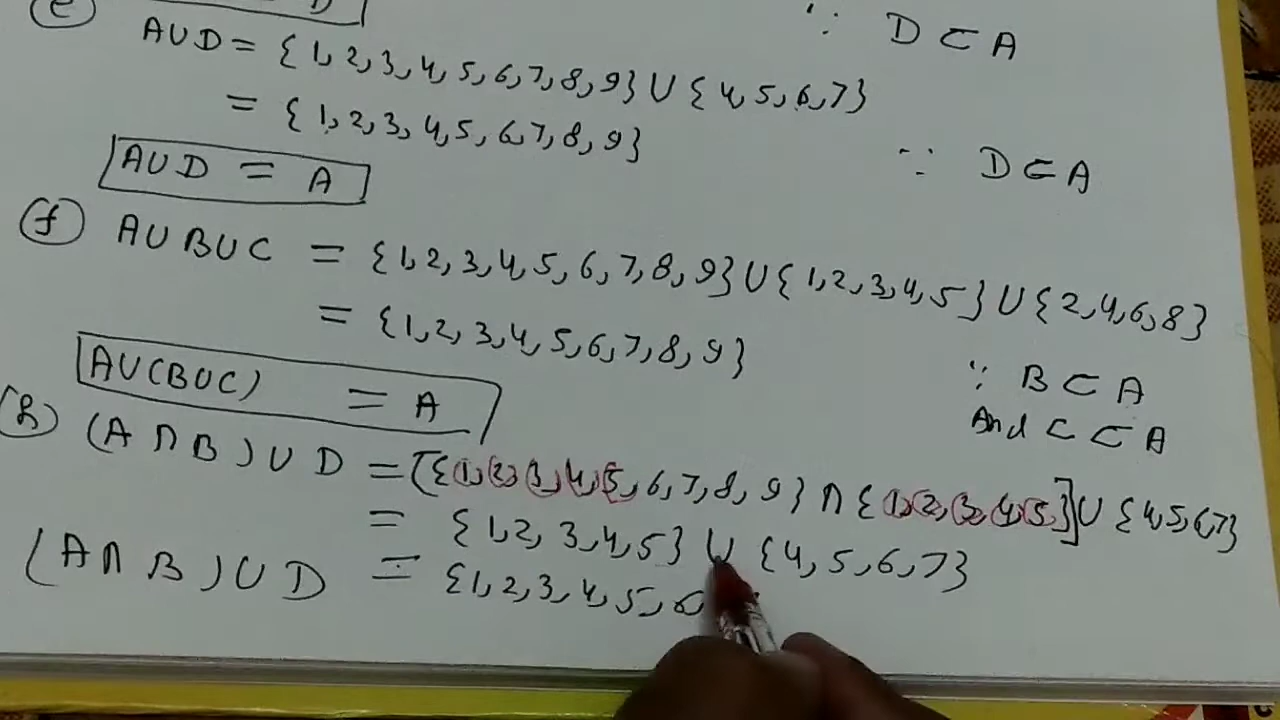 (e)
D
∵ D⊂A
A∪D = {1,2,3,4,5,6,7,8,9}∪{4,5,6,7}
= {1,2,3,4,5,6,7,8,9}
A∪D = A
∵ D⊂A
(f) A∪B∪C = {1,2,3,4,5,6,7,8,9}∪{1,2,3,4,5}∪{2,4,6,8}
= {1,2,3,4,5,6,7,8,9}
A∪(B∪C) = A
∵ B⊂A
And C⊂A
(h) (A∩B)∪D = [{1,2,3,4,5,6,7,8,9}∩{1,2,3,4,5}]∪{4,5,6,7}
= {1,2,3,4,5}∪{4,5,6,7}
(A∩B)∪D = {1,2,3,4,5,6